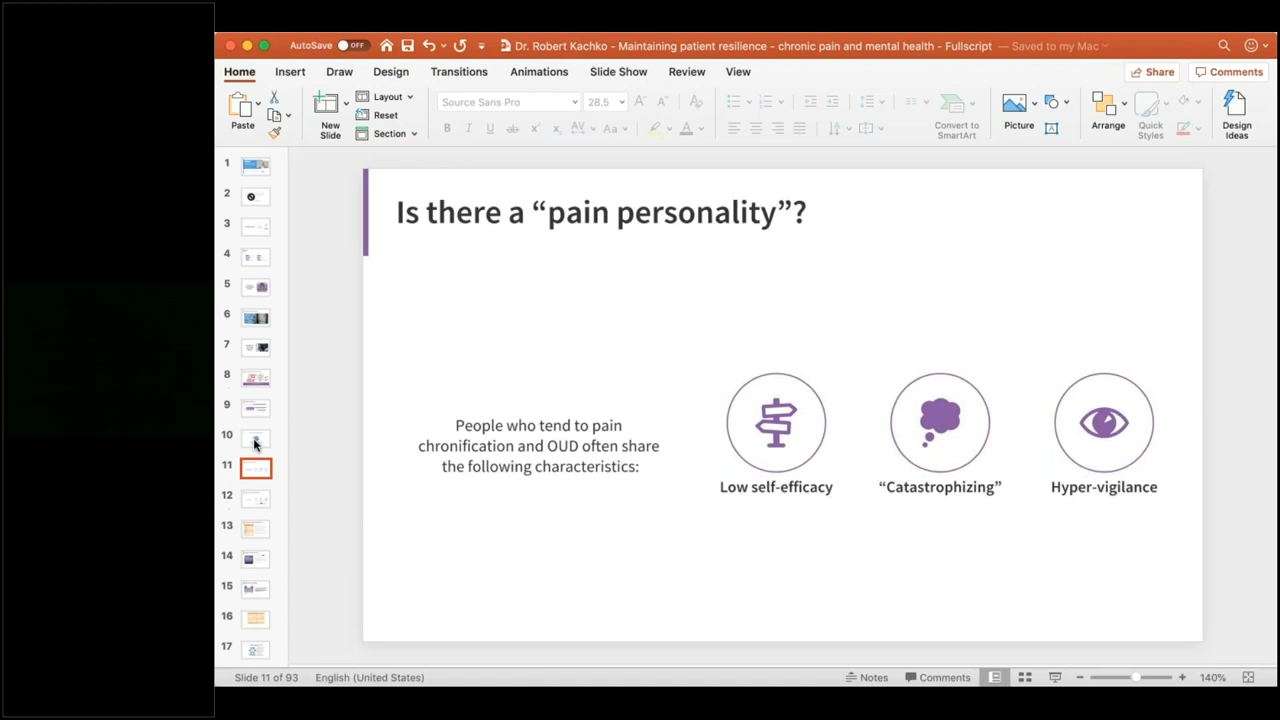 AutoSave OFF
Dr. Robert Kachko - Maintaining patient resilience - chronic pain and mental health - Fullscript — Saved to my Mac
Home Insert Draw Design Transitions Animations Slide Show Review View
Share Comments
Paste
New Slide
Layout
Reset
Section
Source Sans Pro 28.5
Convert to SmartArt
Picture
Arrange
Quick Styles
Design Ideas
1
2
3
4
5
6
7
8
9
10
11
12
13
14
15
16
17
Is there a “pain personality”?
People who tend to pain
chronification and OUD often share
the following characteristics:
Low self-efficacy
“Catastrophizing”
Hyper-vigilance
Slide 11 of 93 English (United States)
Notes Comments 140%